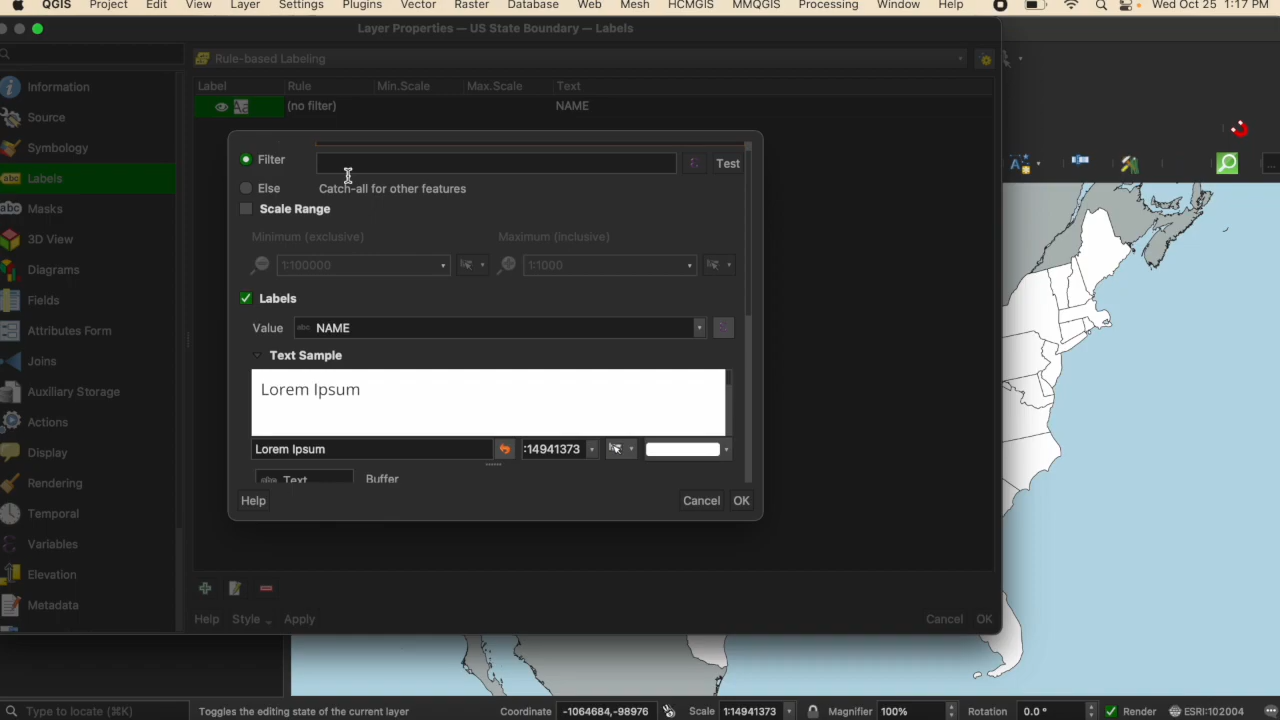 QGIS Project Edit View Layer Settings Plugins Vector Raster Database Web Mesh HCMGIS MMQGIS Processing Window Help Wed Oct 25 1:17 PM
Layer Properties — US State Boundary — Labels
Information
Source
Symbology
abc Labels
abc Masks
3D View
Diagrams
Fields
Attributes Form
Joins
Auxiliary Storage
Actions
Display
Rendering
Temporal
Variables
Elevation
Metadata
Rule-based Labeling
Label Rule Min.Scale Max.Scale Text
(no filter) NAME
Filter Test
Else Catch-all for other features
Scale Range
Minimum (exclusive) Maximum (inclusive)
1:100000 1:1000
Labels
Value abc NAME
Text Sample
Lorem Ipsum
Lorem Ipsum :14941373
Text Buffer
Help Cancel OK
Help Style Apply Cancel OK
Type to locate (⌘K) Toggles the editing state of the current layer Coordinate -1064684,-98976 Scale 1:14941373 Magnifier 100% Rotation 0.0 ° Render ESRI:102004